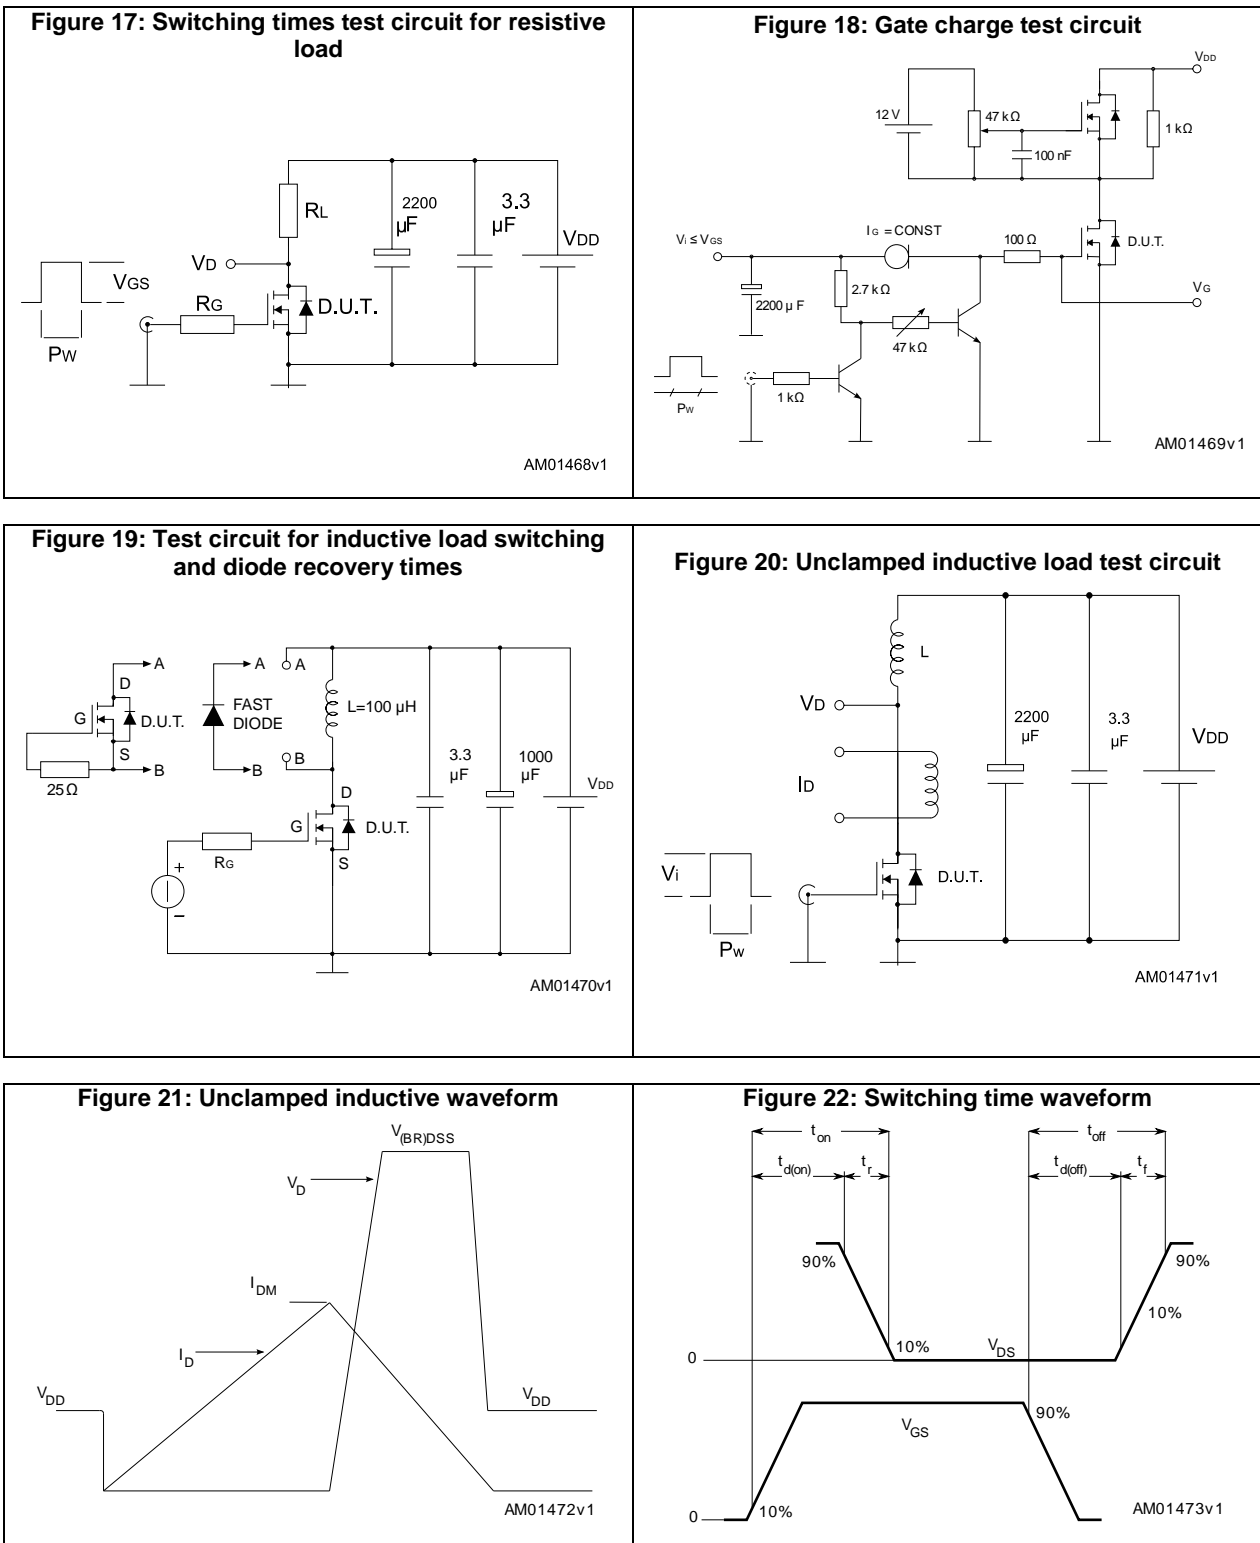 Figure 17: Switching times test circuit for resistive
load
RL
2200
µF
3.3
µF
VDD
VD
VGS
RG
D.U.T.
PW
AM01468v1
Figure 18: Gate charge test circuit
VDD
12 V
47 kΩ
1 kΩ
100 nF
Vi ≤ VGS
IG = CONST
100 Ω
D.U.T.
2.7 kΩ
VG
2200 µF
47 kΩ
1 kΩ
PW
AM01469v1
Figure 19: Test circuit for inductive load switching
and diode recovery times
A
A
A
D
G
D.U.T.
FAST
DIODE
L=100 µH
S
B
B
B
25 Ω
3.3
µF
1000
µF
VDD
D
G
D.U.T.
RG
S
+
–
AM01470v1
Figure 20: Unclamped inductive load test circuit
L
VD
2200
µF
3.3
µF
VDD
ID
Vi
D.U.T.
PW
AM01471v1
Figure 21: Unclamped inductive waveform
V(BR)DSS
VD
IDM
ID
VDD
VDD
AM01472v1
Figure 22: Switching time waveform
ton
toff
td(on)
tr
td(off)
tf
90%
90%
10%
10%
0
VDS
90%
VGS
0
10%
AM01473v1